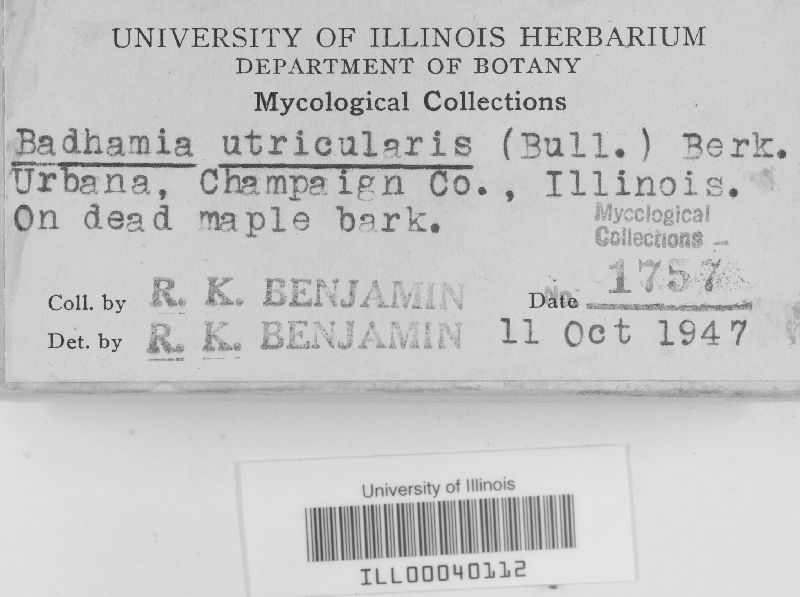 UNIVERSITY OF ILLINOIS HERBARIUM
DEPARTMENT OF BOTANY
Mycological Collections
Badhamia utricularis (Bull.) Berk.
Urbana, Champaign Co., Illinois.
On dead maple bark.
Mycological
Collections
No. 1757
Coll. by R. K. BENJAMIN Date
Det. by R. K. BENJAMIN 11 Oct 1947
University of Illinois
ILL00040112